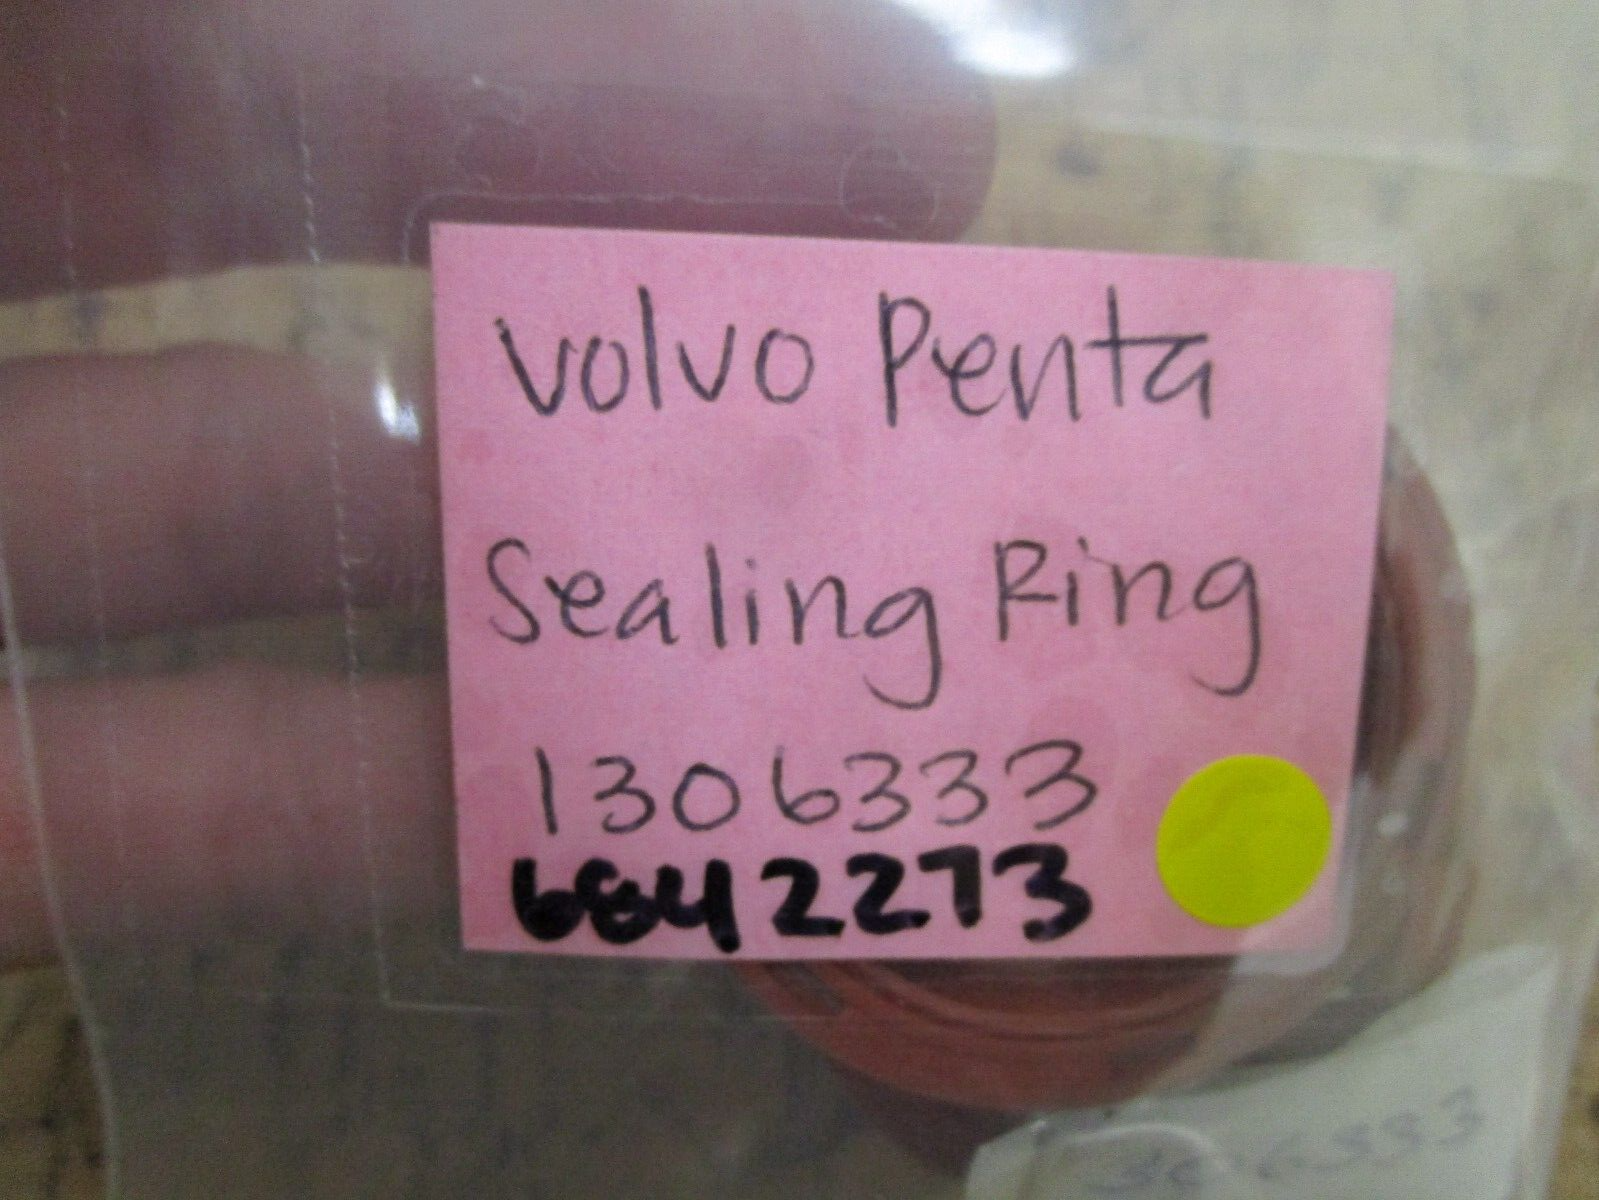 Volvo Penta
Sealing Ring
1306333
6842273